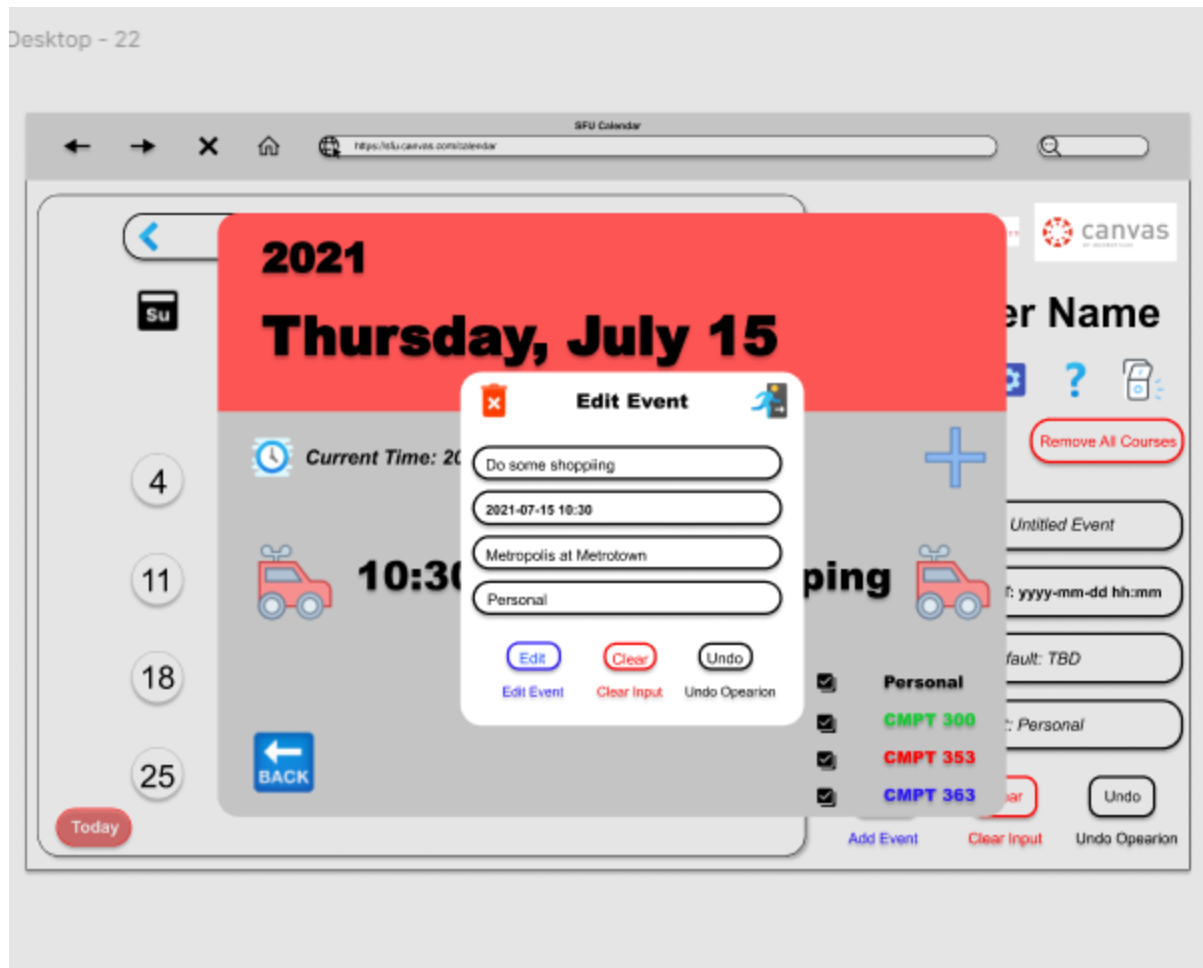 Desktop - 22
SFU Calendar
https://sfu.canvas.com/calendar
canvas
2021
Thursday, July 15
er Name
Su
Edit Event
Remove All Courses
Current Time: 20
Do some shoppiing
2021-07-15 10:30
Metropolis at Metrotown
Personal
4
11
18
25
10:30
ping
Untitled Event
T: yyyy-mm-dd hh:mm
fault: TBD
t: Personal
Edit
Clear
Undo
Edit Event
Clear Input
Undo Opearion
Personal
CMPT 300
CMPT 353
CMPT 363
BACK
Today
ar
Undo
Add Event
Clear Input
Undo Opearion